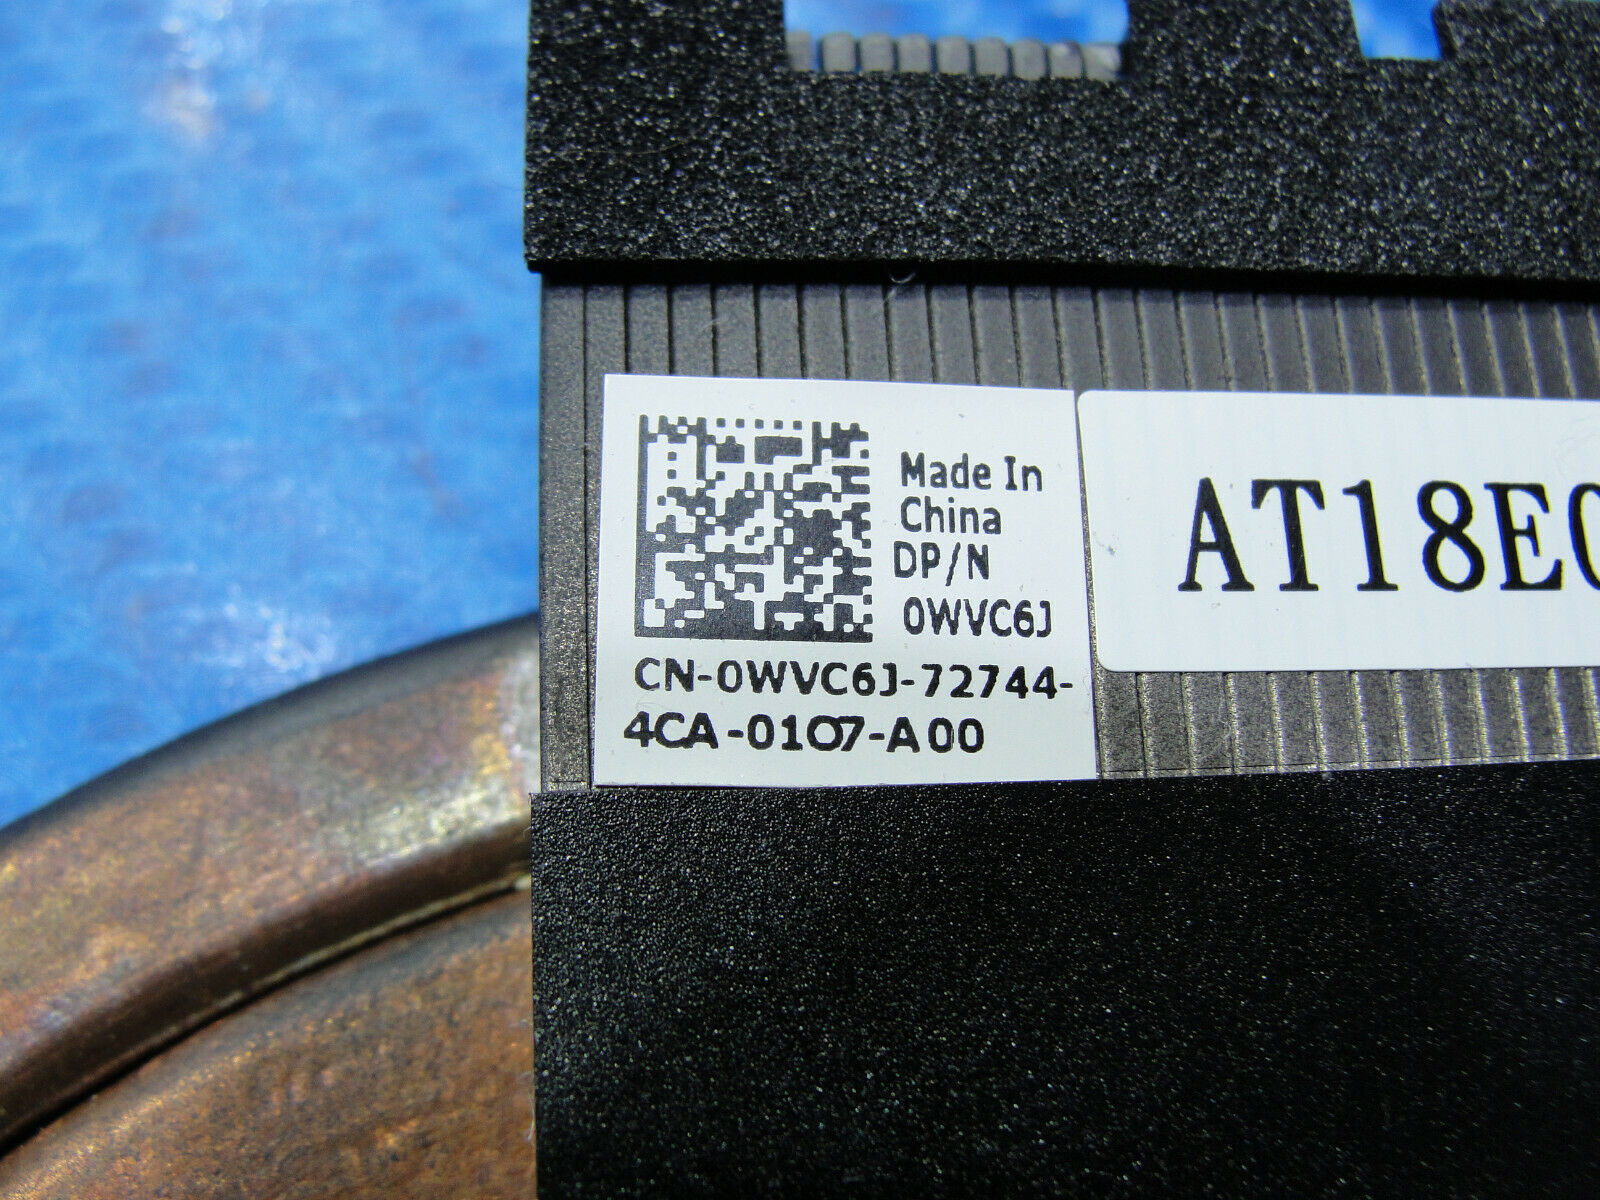 Made In
China
DP/N
0WVC6J
CN-0WVC6J-72744-
4CA-0107-A00
AT18E0